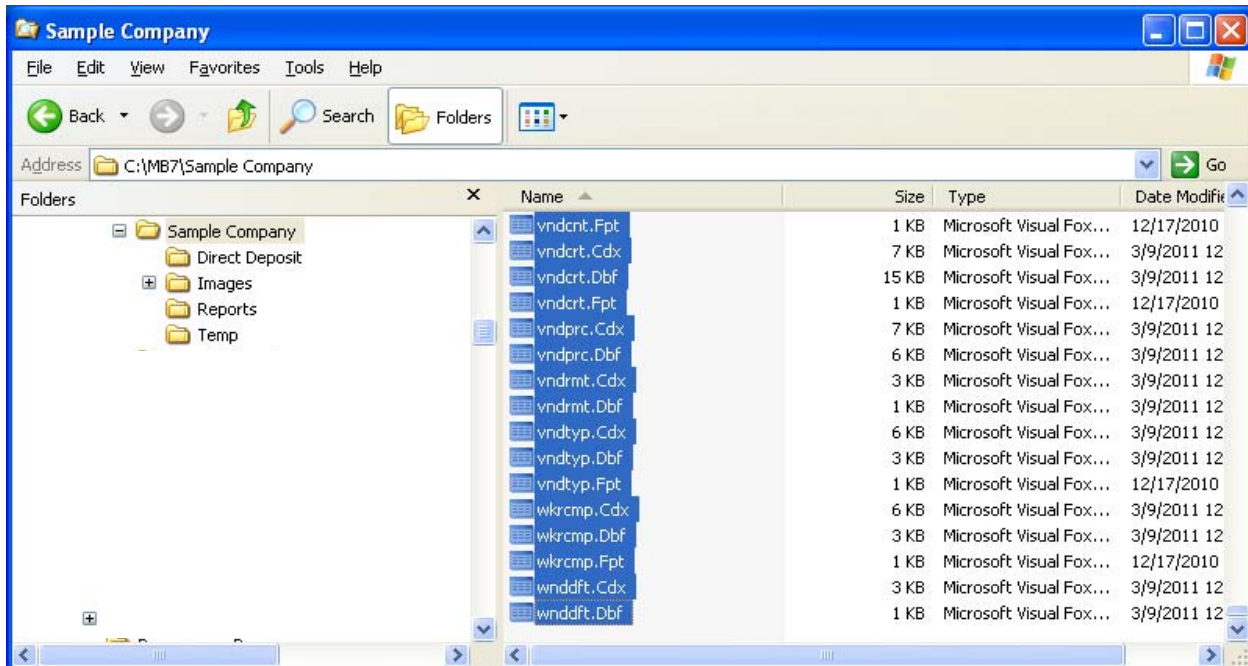 Sample Company
File Edit View Favorites Tools Help
Back Search Folders
Address C:\MB7\Sample Company Go
Folders
Sample Company
Direct Deposit
Images
Reports
Temp
Name Size Type Date Modifie
vndcnt.Fpt 1 KB Microsoft Visual Fox... 12/17/2010
vndcrt.Cdx 7 KB Microsoft Visual Fox... 3/9/2011 12
vndcrt.Dbf 15 KB Microsoft Visual Fox... 3/9/2011 12
vndcrt.Fpt 1 KB Microsoft Visual Fox... 12/17/2010
vndprc.Cdx 7 KB Microsoft Visual Fox... 3/9/2011 12
vndprc.Dbf 6 KB Microsoft Visual Fox... 3/9/2011 12
vndrmt.Cdx 3 KB Microsoft Visual Fox... 3/9/2011 12
vndrmt.Dbf 1 KB Microsoft Visual Fox... 3/9/2011 12
vndtyp.Cdx 6 KB Microsoft Visual Fox... 3/9/2011 12
vndtyp.Dbf 3 KB Microsoft Visual Fox... 3/9/2011 12
vndtyp.Fpt 1 KB Microsoft Visual Fox... 12/17/2010
wkrcmp.Cdx 6 KB Microsoft Visual Fox... 3/9/2011 12
wkrcmp.Dbf 3 KB Microsoft Visual Fox... 3/9/2011 12
wkrcmp.Fpt 1 KB Microsoft Visual Fox... 12/17/2010
wnddft.Cdx 3 KB Microsoft Visual Fox... 3/9/2011 12
wnddft.Dbf 1 KB Microsoft Visual Fox... 3/9/2011 12